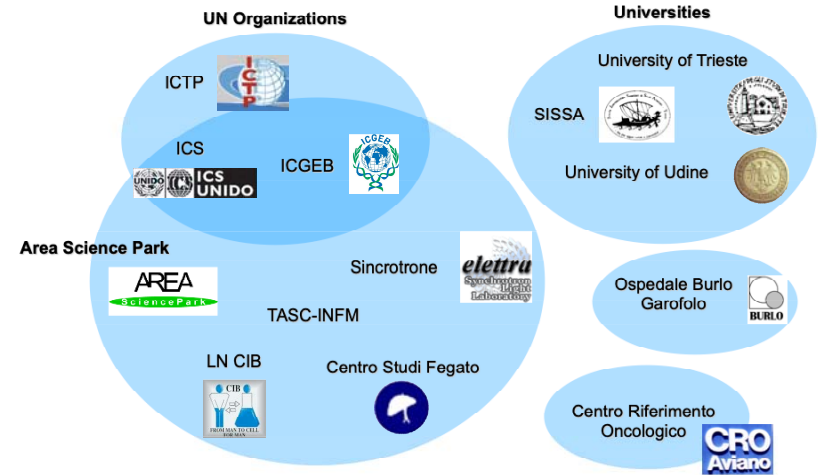 UN Organizations
Universities
ICTP
ICTP
ICS
UNIDO
ICS
ICS
UNIDO
ICGEB
ICGEB
University of Trieste
SISSA
University of Udine
Area Science Park
AREA
SciencePark
Sincrotrone
elettra
Synchrotron
Light
Laboratory
TASC-INFM
LN CIB
CIB
FROM MAN TO CELL
FOR MAN
Centro Studi Fegato
Ospedale Burlo
Garofolo
BURLO
Centro Riferimento
Oncologico
CRO
Aviano